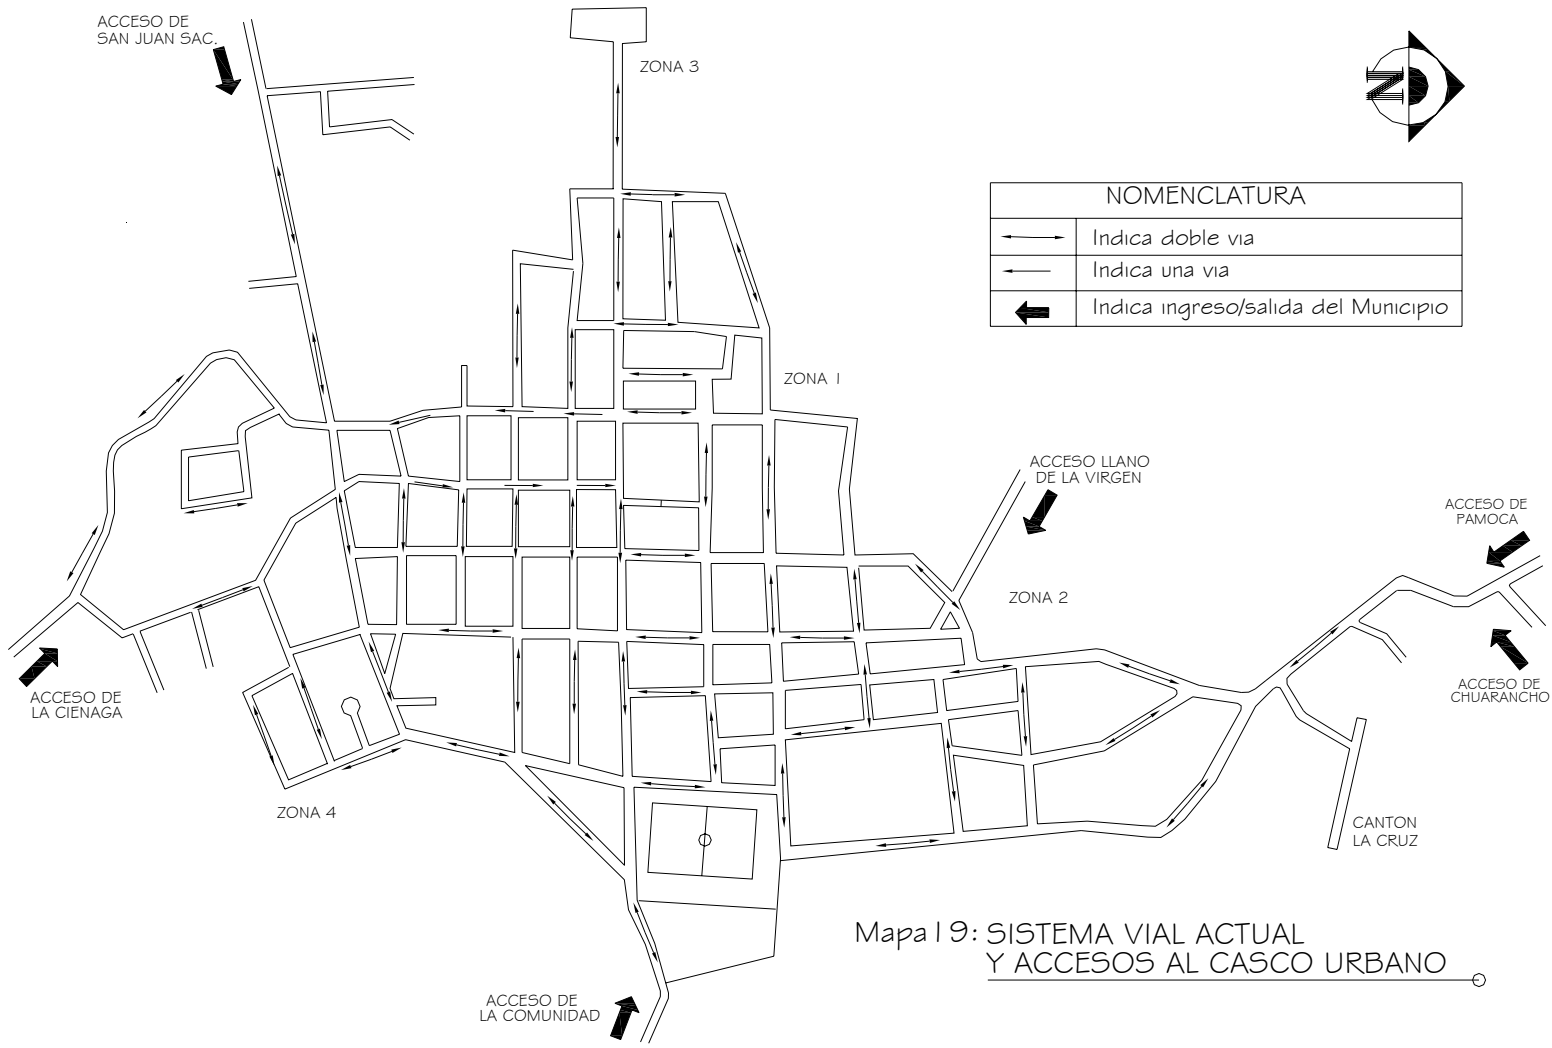 ACCESO DE
SAN JUAN SAC.
ZONA 3
N
NOMENCLATURA
Indica doble via
Indica una via
Indica ingreso/salida del Municipio
ZONA 1
ACCESO LLANO
DE LA VIRGEN
ACCESO DE
PAMOCA
ZONA 2
ACCESO DE
LA CIENAGA
ACCESO DE
CHUARANCHO
ZONA 4
CANTON
LA CRUZ
Mapa19: SISTEMA VIAL ACTUAL
Y ACCESOS AL CASCO URBANO
ACCESO DE
LA COMUNIDAD